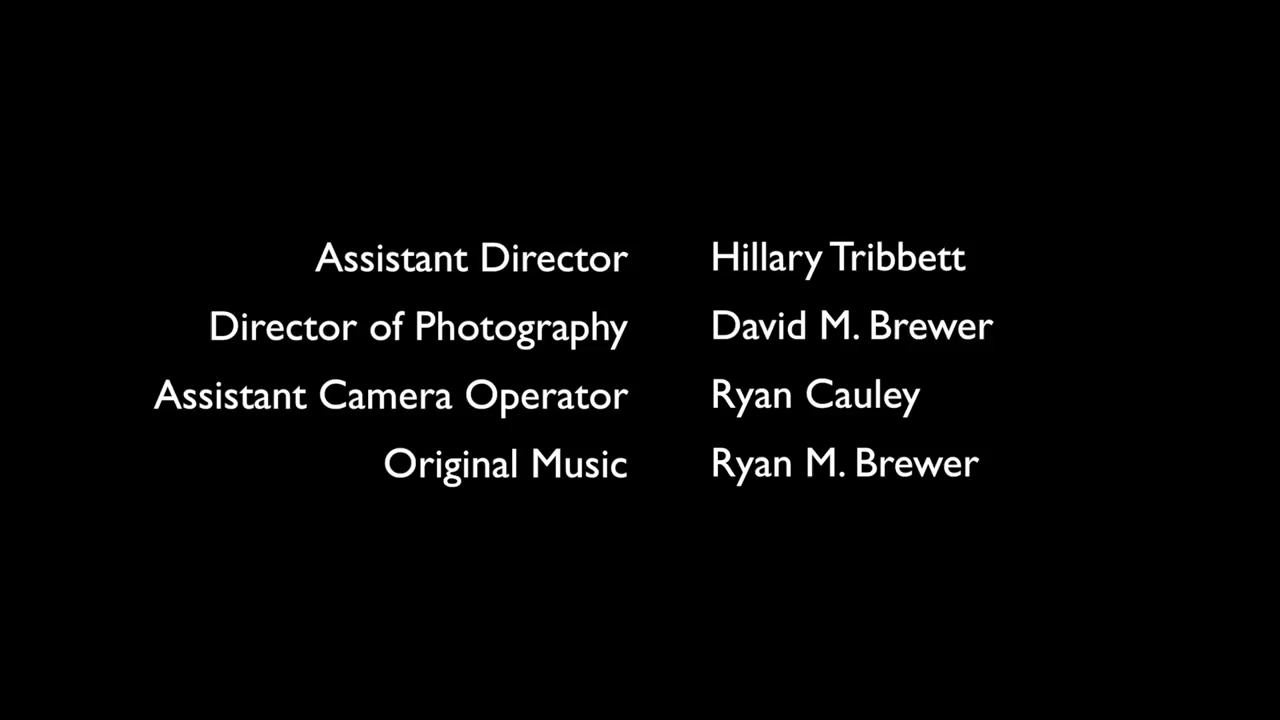 Assistant Director Hillary Tribbett
Director of Photography David M. Brewer
Assistant Camera Operator Ryan Cauley
Original Music Ryan M. Brewer